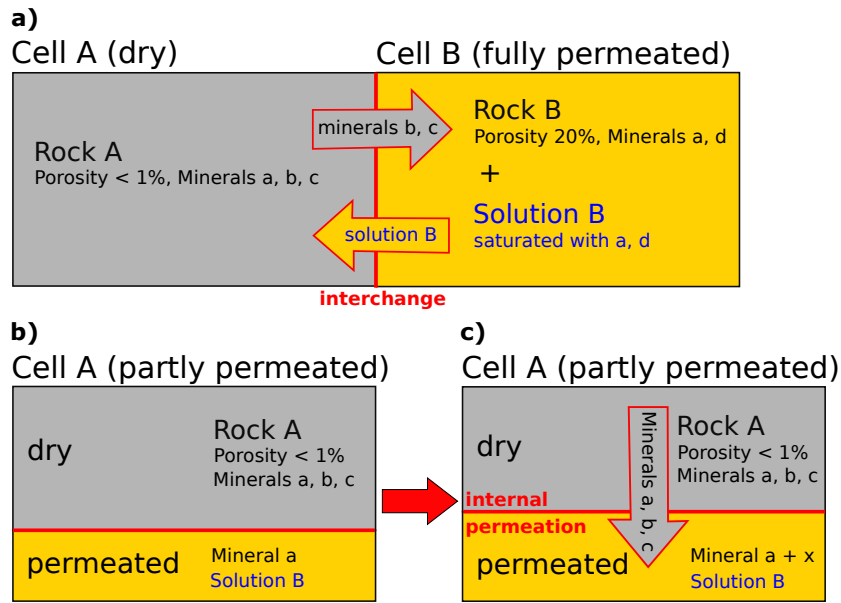 a)
Cell A (dry)
Cell B (fully permeated)
Rock A
Porosity < 1%, Minerals a, b, c
minerals b, c
Rock B
Porosity 20%, Minerals a, d
+
Solution B
saturated with a, d
solution B
interchange
b)
Cell A (partly permeated)
dry
Rock A
Porosity < 1%
Minerals a, b, c
permeated
Mineral a
Solution B
c)
Cell A (partly permeated)
dry
Rock A
Porosity < 1%
Minerals a, b, c
Minerals a, b, c
internal
permeation
permeated
Mineral a + x
Solution B